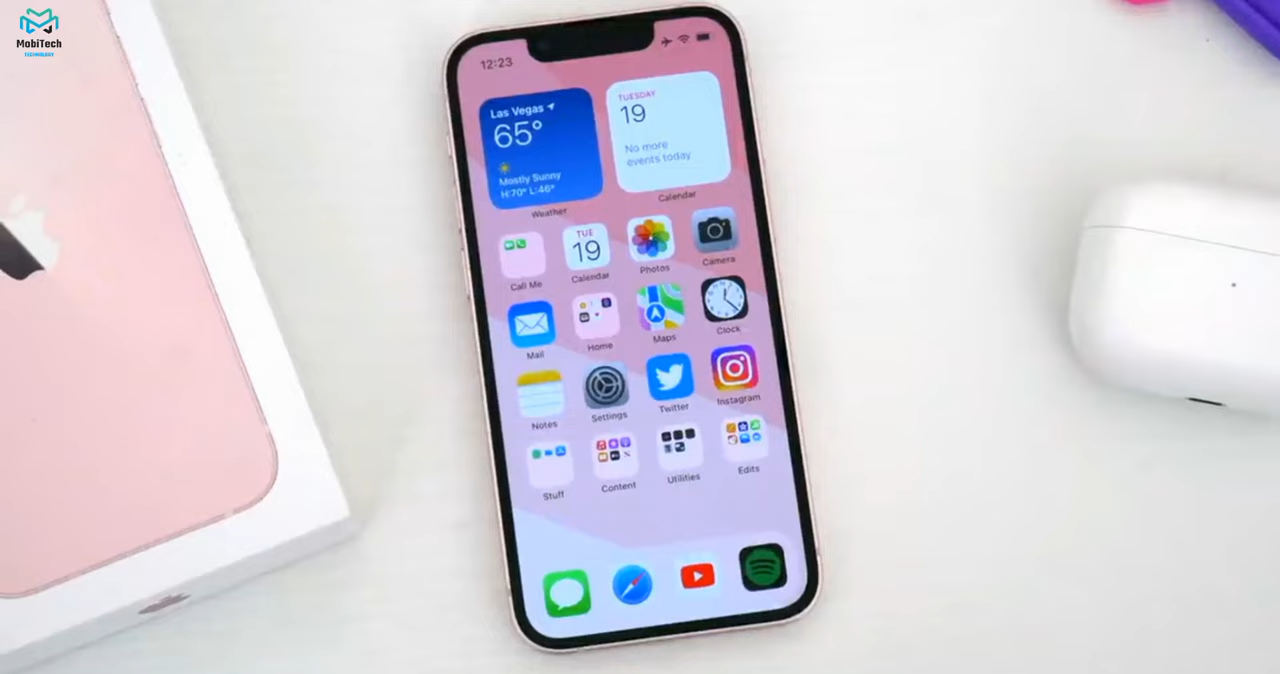 MobiTech
TECHNOLOGY
12:23
Las Vegas
65°
Mostly Sunny
H:70° L:46°
Weather
TUESDAY
19
No more
events today
Calendar
Call Me
TUE
19
Calendar
Photos
Camera
Mail
Home
Maps
Clock
Notes
Settings
Twitter
Instagram
Stuff
Content
Utilities
Edits